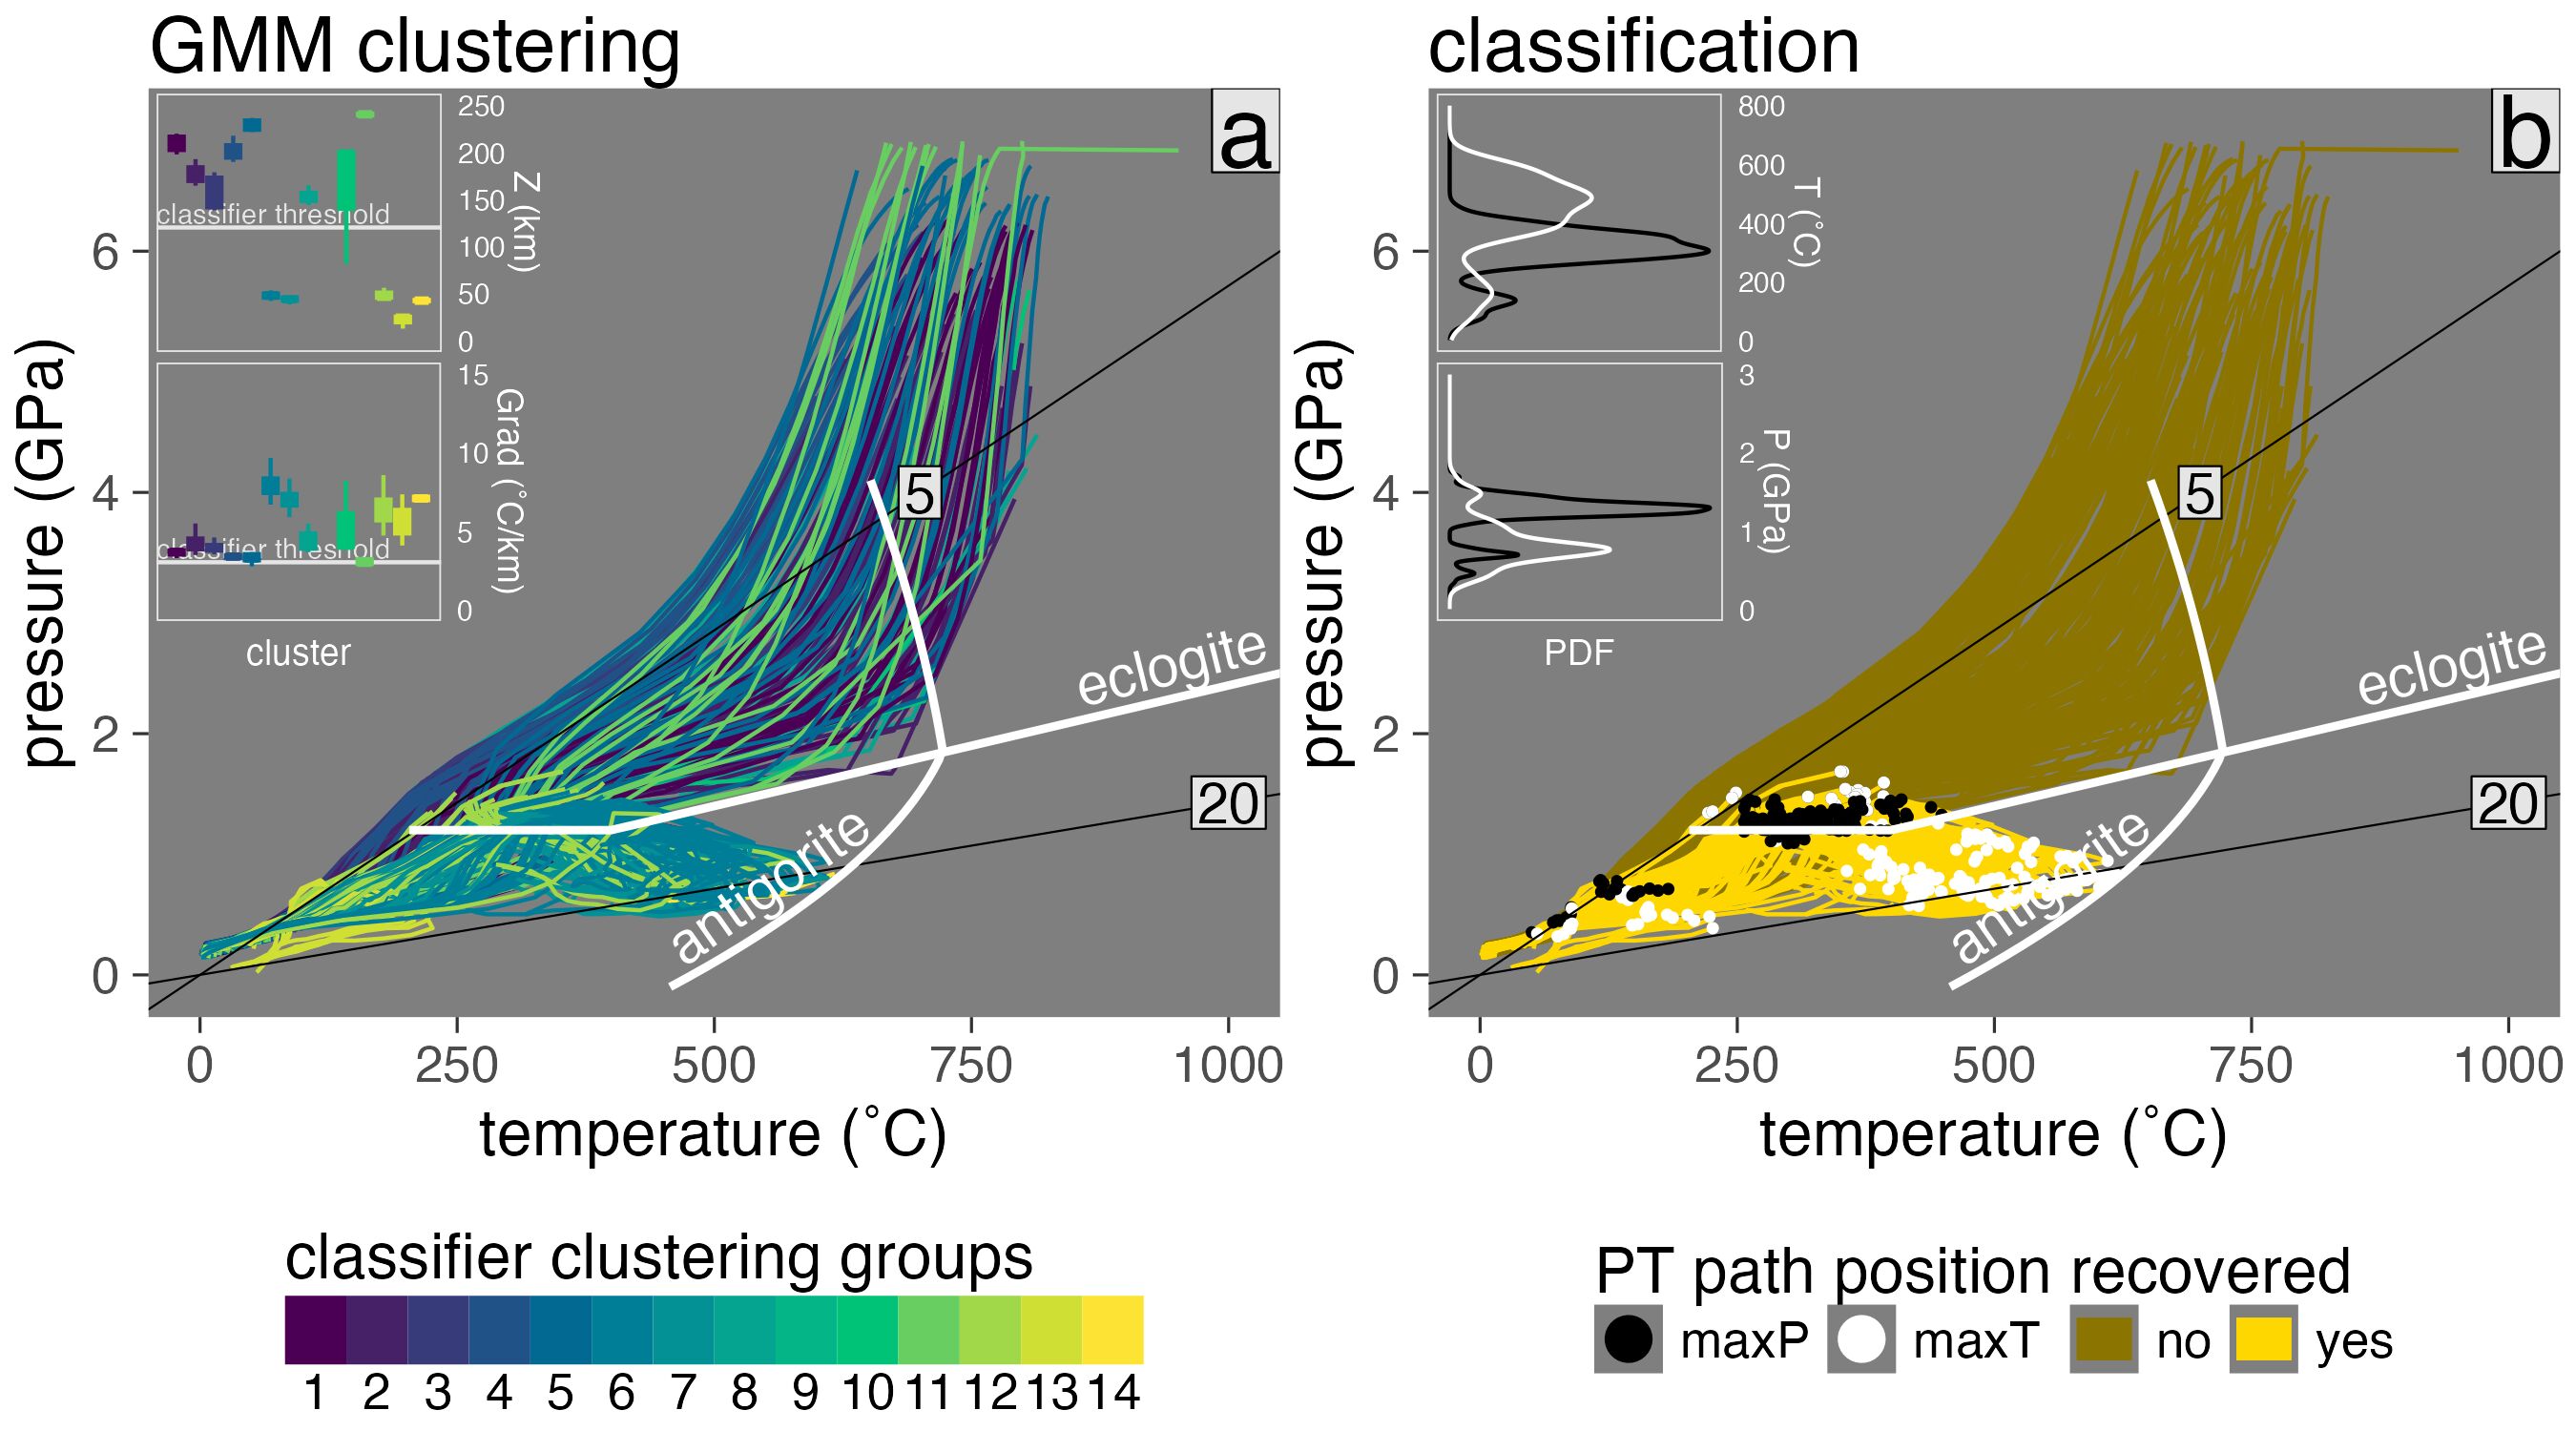 GMM clustering
classification
a
250
200
150
100
50
0
Z (km)
classifier threshold
15
10
5
0
Grad (˚C/km)
classifier threshold
cluster
6
4
2
0
pressure (GPa)
5
eclogite
20
antigorite
0 250 500 750 1000
temperature (˚C)
b
800
600
400
200
0
T (˚C)
3
2
1
0
P (GPa)
PDF
6
4
2
0
pressure (GPa)
5
eclogite
20
antigorite
0 250 500 750 1000
temperature (˚C)
classifier clustering groups
1 2 3 4 5 6 7 8 9 10 11 12 13 14
PT path position recovered
maxP maxT no yes